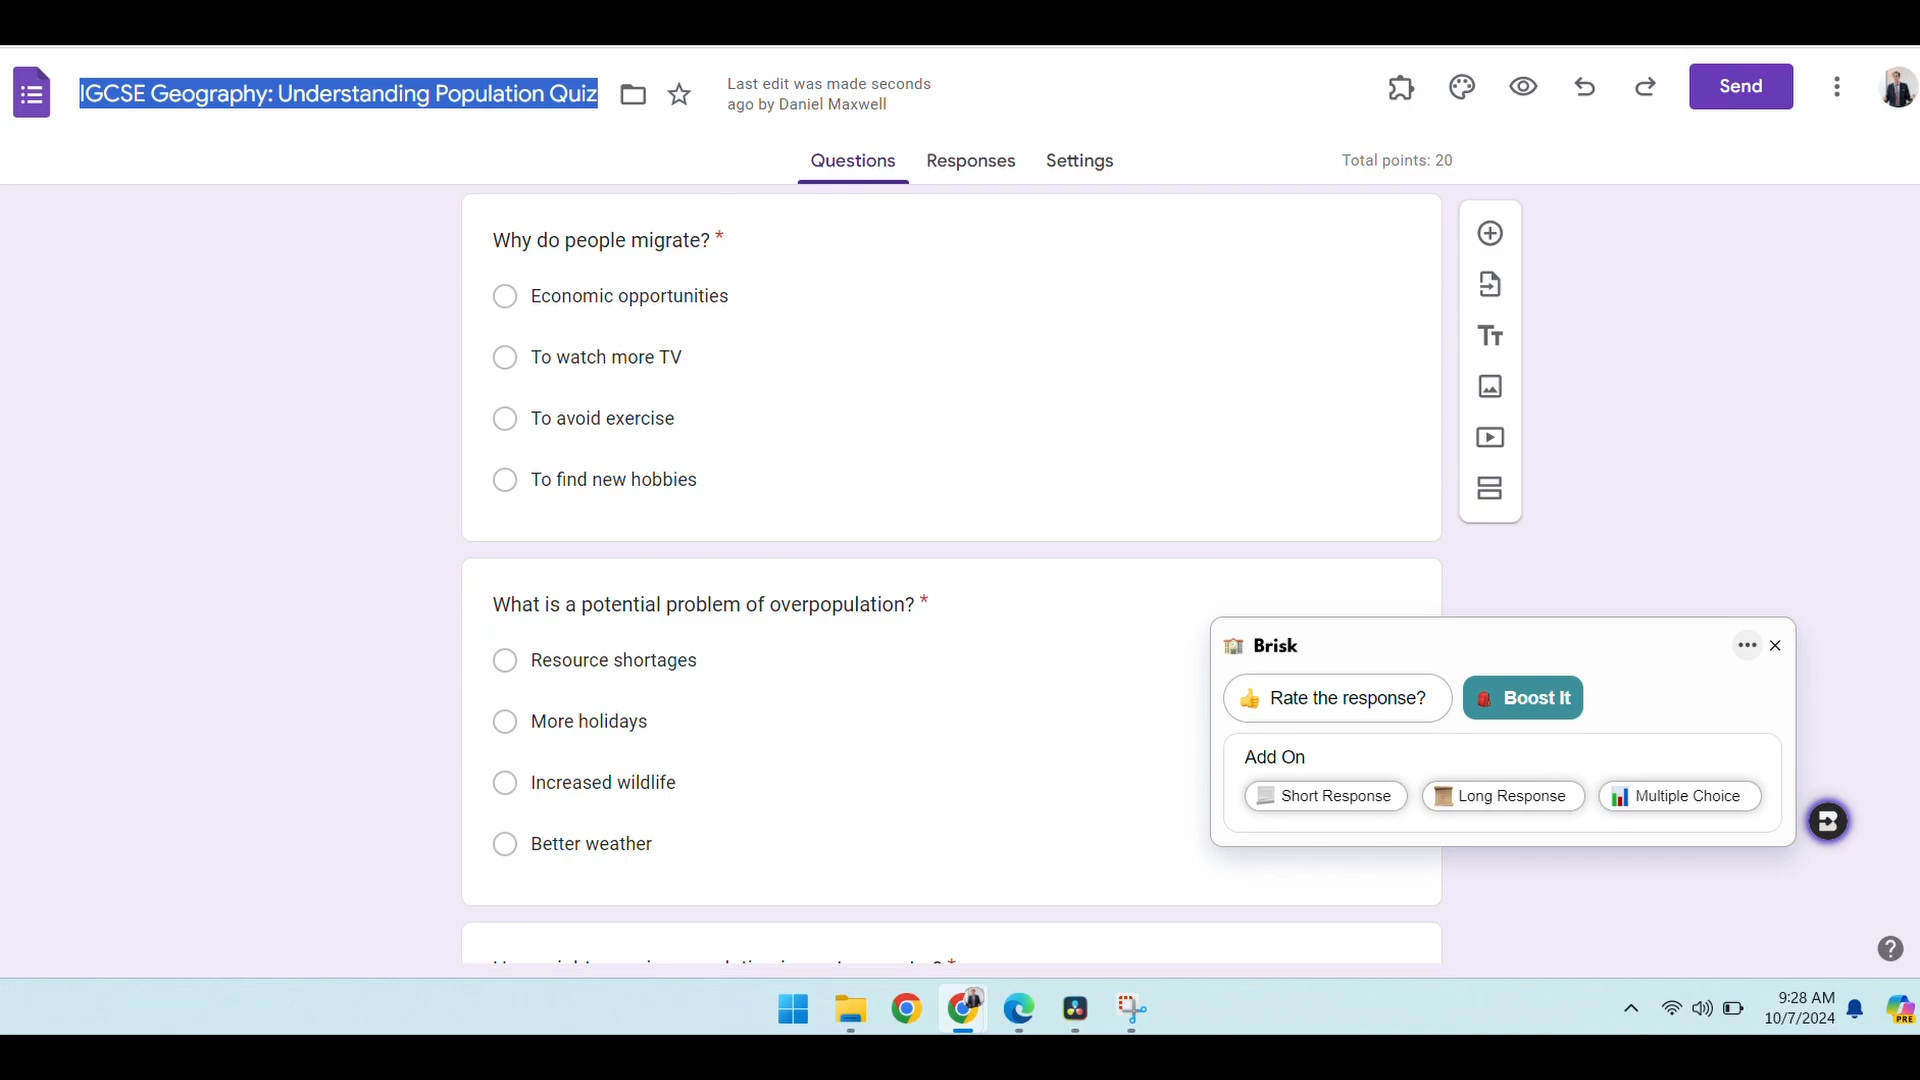 IGCSE Geography: Understanding Population Quiz
Last edit was made seconds
ago by Daniel Maxwell
Send
Questions
Responses
Settings
Total points: 20
Why do people migrate? *
Economic opportunities
To watch more TV
To avoid exercise
To find new hobbies
Tт
What is a potential problem of overpopulation? *
Resource shortages
More holidays
Increased wildlife
Better weather
Brisk
Rate the response?
Boost It
Add On
Short Response
Long Response
Multiple Choice
9:28 AM
10/7/2024
PRE